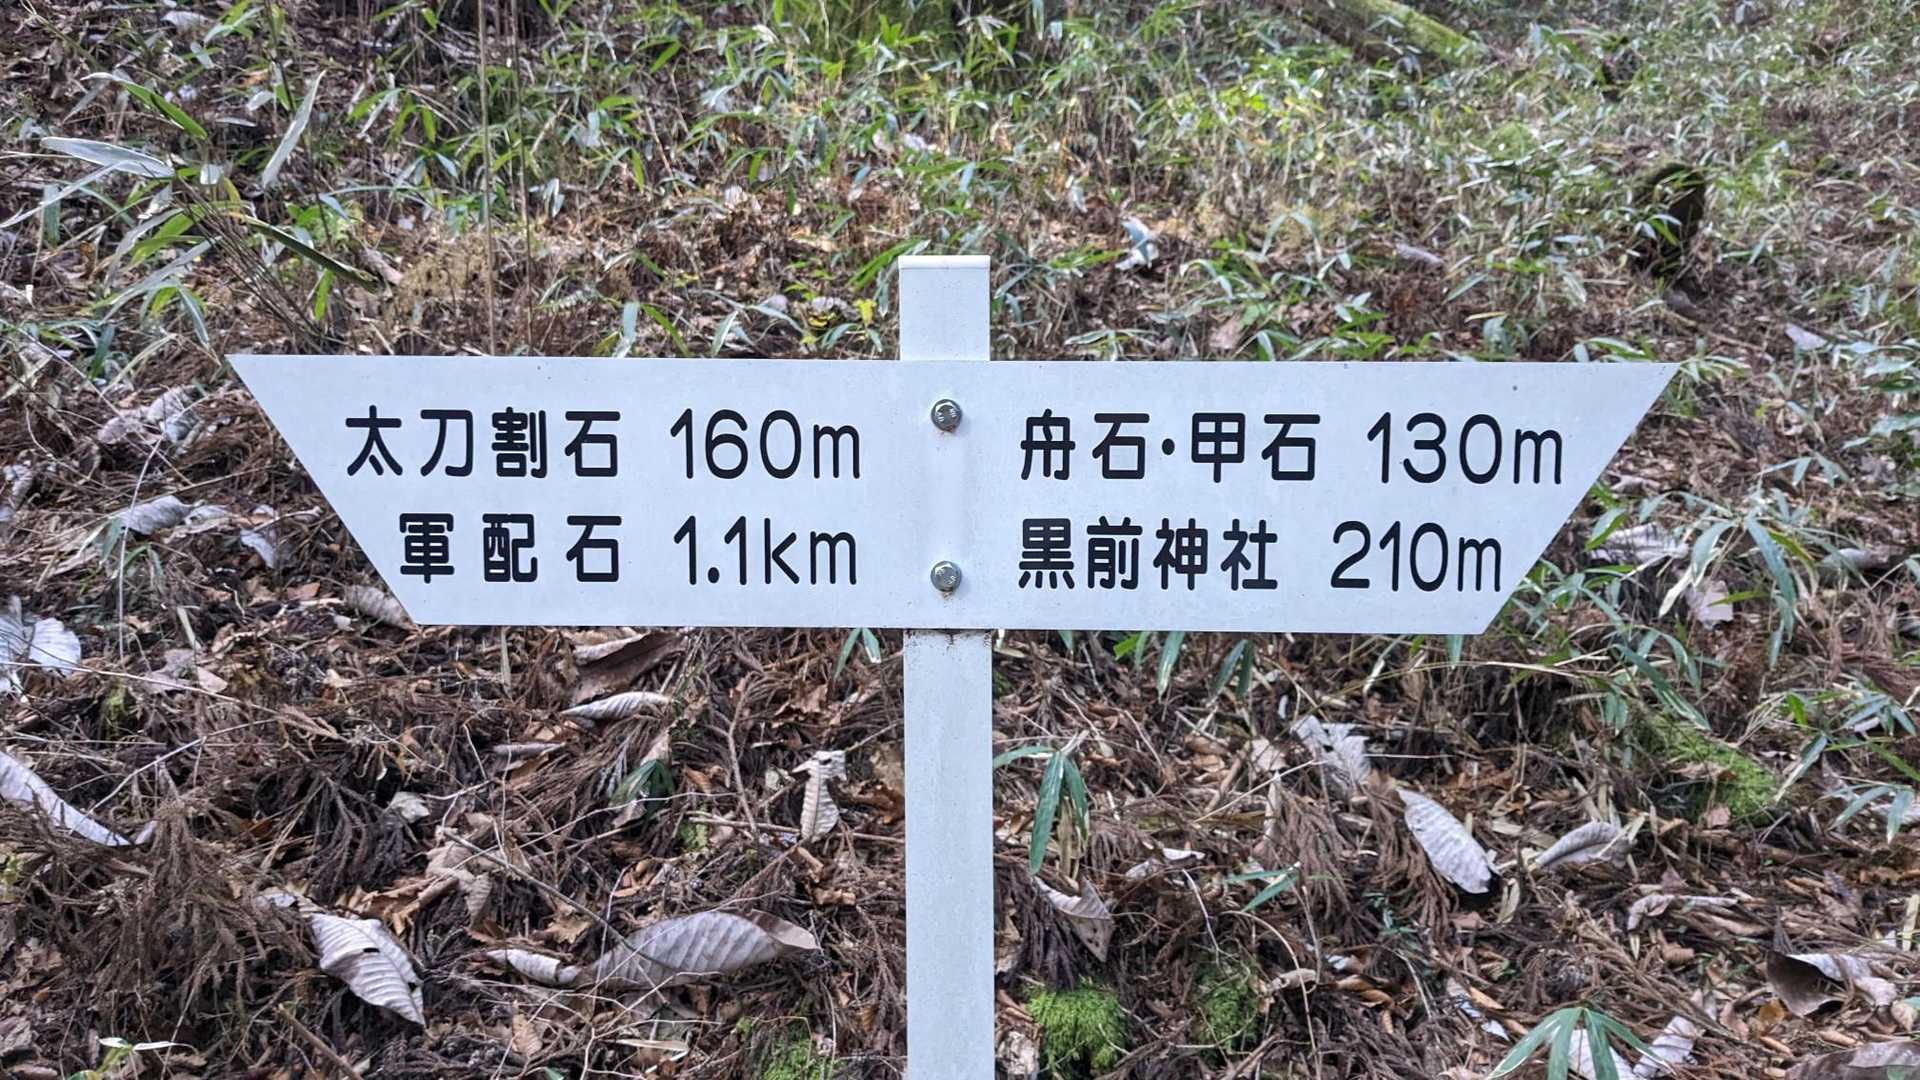 太刀割石 160m
軍配石 1.1km
舟石・甲石 130m
黒前神社 210m